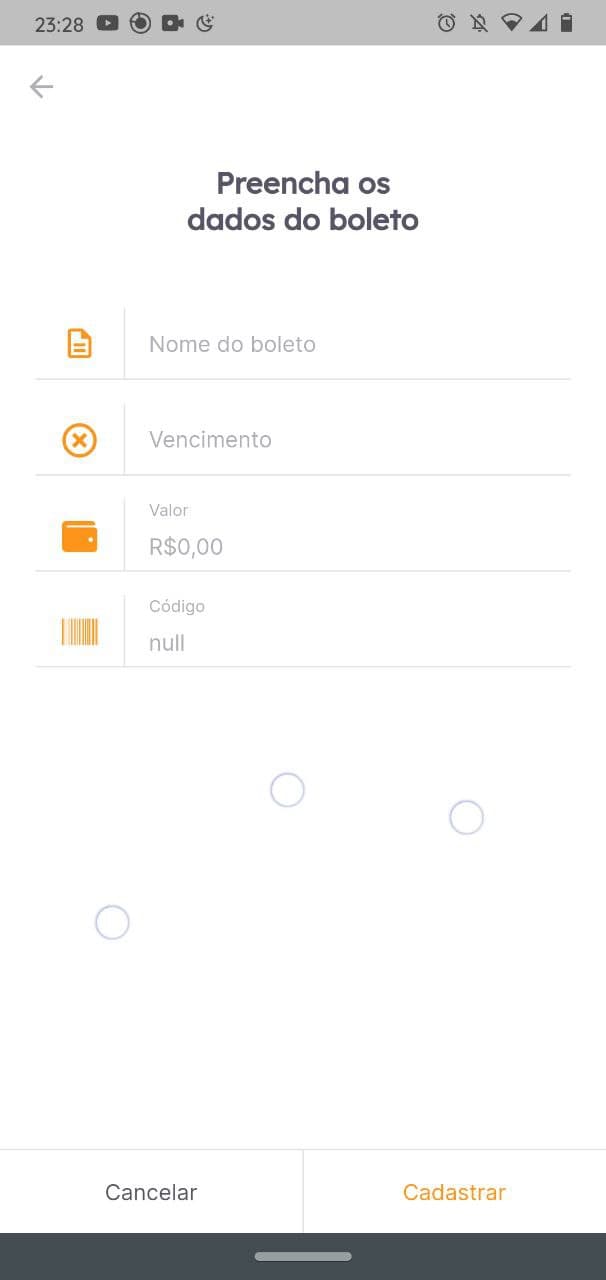 23:28
Preencha os
dados do boleto
Nome do boleto
Vencimento
Valor
R$0,00
Código
null
Cancelar
Cadastrar